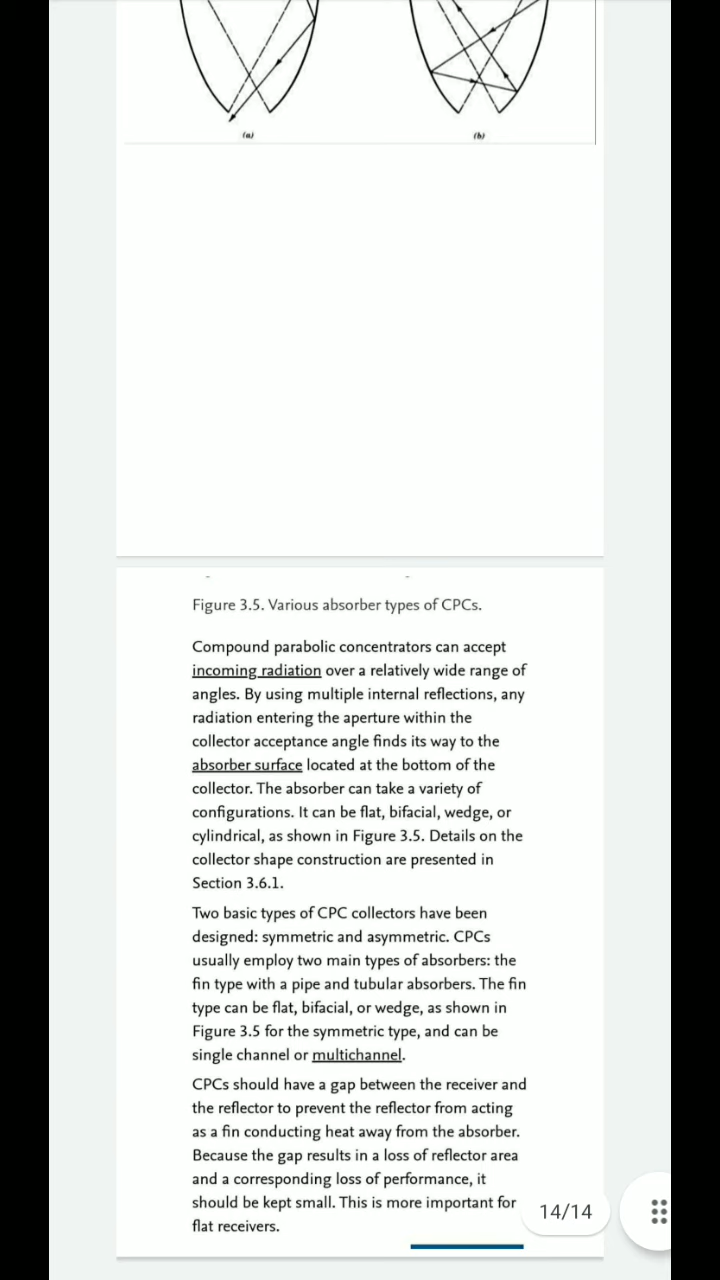 (a) (b)
Figure 3.5. Various absorber types of CPCs.
Compound parabolic concentrators can accept
incoming radiation over a relatively wide range of
angles. By using multiple internal reflections, any
radiation entering the aperture within the
collector acceptance angle finds its way to the
absorber surface located at the bottom of the
collector. The absorber can take a variety of
configurations. It can be flat, bifacial, wedge, or
cylindrical, as shown in Figure 3.5. Details on the
collector shape construction are presented in
Section 3.6.1.
Two basic types of CPC collectors have been
designed: symmetric and asymmetric. CPCs
usually employ two main types of absorbers: the
fin type with a pipe and tubular absorbers. The fin
type can be flat, bifacial, or wedge, as shown in
Figure 3.5 for the symmetric type, and can be
single channel or multichannel.
CPCs should have a gap between the receiver and
the reflector to prevent the reflector from acting
as a fin conducting heat away from the absorber.
Because the gap results in a loss of reflector area
and a corresponding loss of performance, it
should be kept small. This is more important for
flat receivers.
14/14